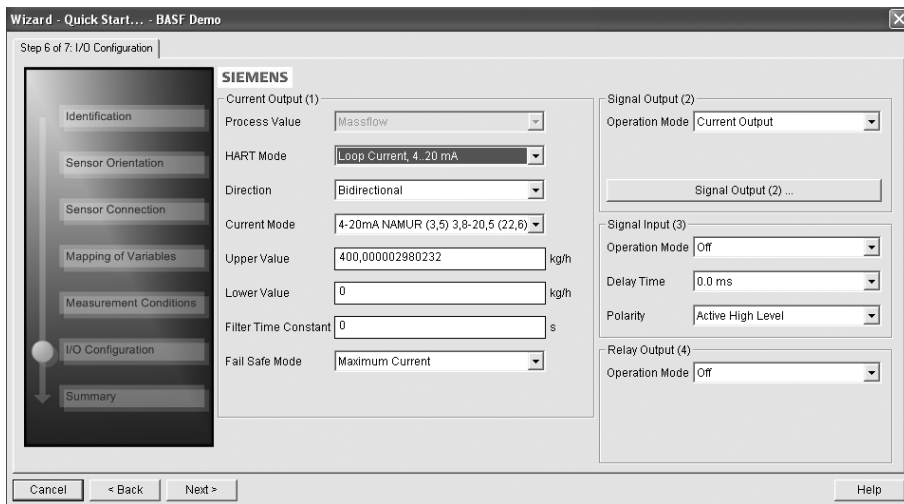 Wizard - Quick Start... - BASF Demo
Step 6 of 7: I/O Configuration
Identification
Sensor Orientation
Sensor Connection
Mapping of Variables
Measurement Conditions
I/O Configuration
Summary
SIEMENS
Current Output (1)
Process Value Massflow
HART Mode Loop Current, 4..20 mA
Direction Bidirectional
Current Mode 4-20mA NAMUR (3,5) 3,8-20,5 (22,6)
Upper Value 400,000002980232 kg/h
Lower Value 0 kg/h
Filter Time Constant 0 s
Fail Safe Mode Maximum Current
Signal Output (2)
Operation Mode Current Output
Signal Output (2) ...
Signal Input (3)
Operation Mode Off
Delay Time 0.0 ms
Polarity Active High Level
Relay Output (4)
Operation Mode Off
Cancel < Back Next > Help